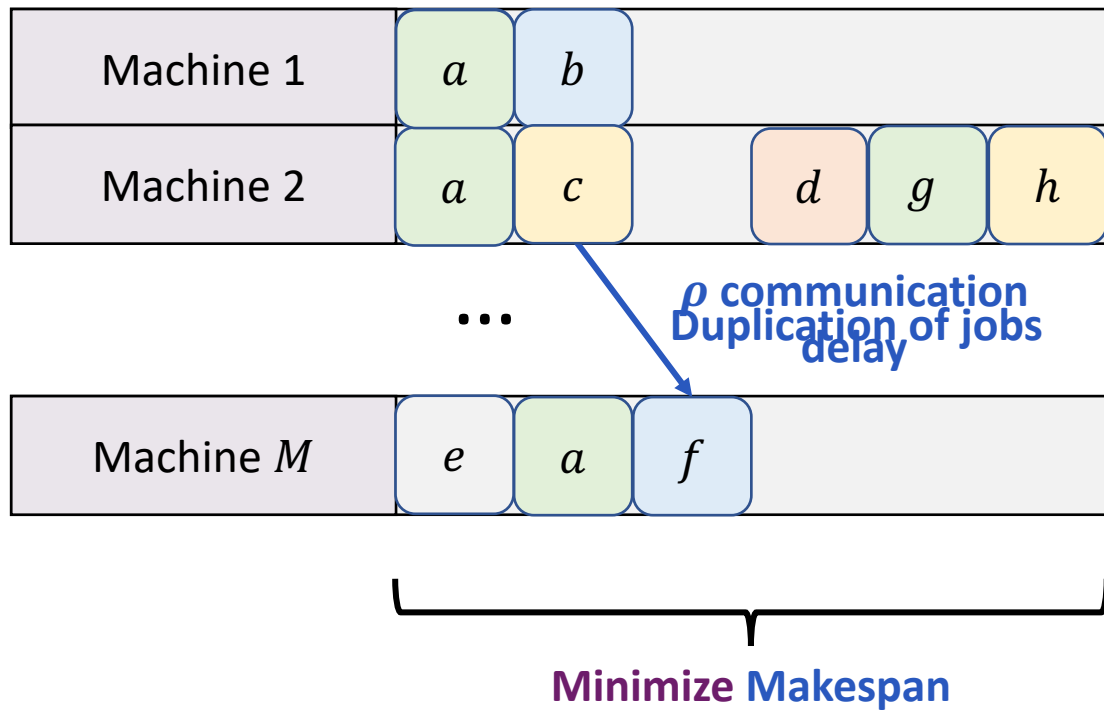 Machine 1 a b
Machine 2 a c d g h
...
ρ communication
Duplication of jobs
delay
Machine M e a f
Minimize Makespan